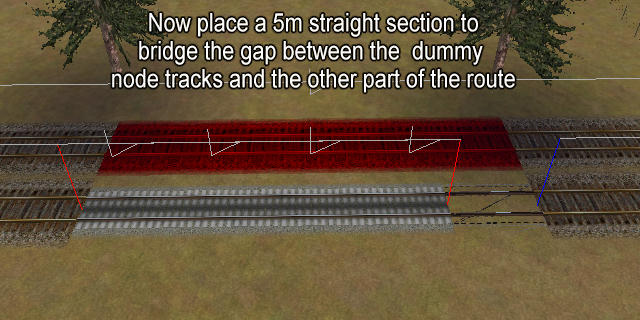 Now place a 5m straight section to
bridge the gap between the dummy
node tracks and the other part of the route